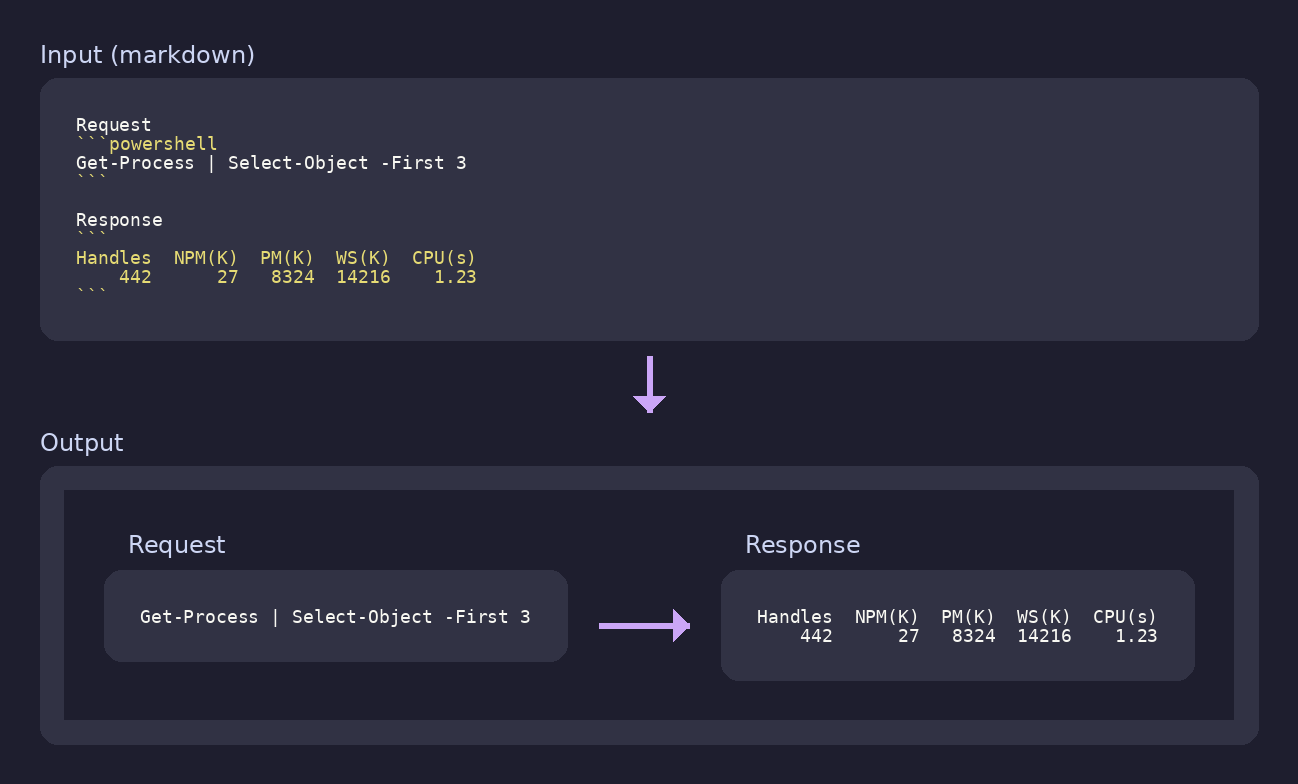 Input (markdown)
Request
```powershell
Get-Process | Select-Object -First 3
```
Response
```
Handles  NPM(K)  PM(K)  WS(K)  CPU(s)
    442      27   8324  14216    1.23
```
Output
Request
Get-Process | Select-Object -First 3
Response
Handles  NPM(K)  PM(K)  WS(K)  CPU(s)
    442      27   8324  14216    1.23